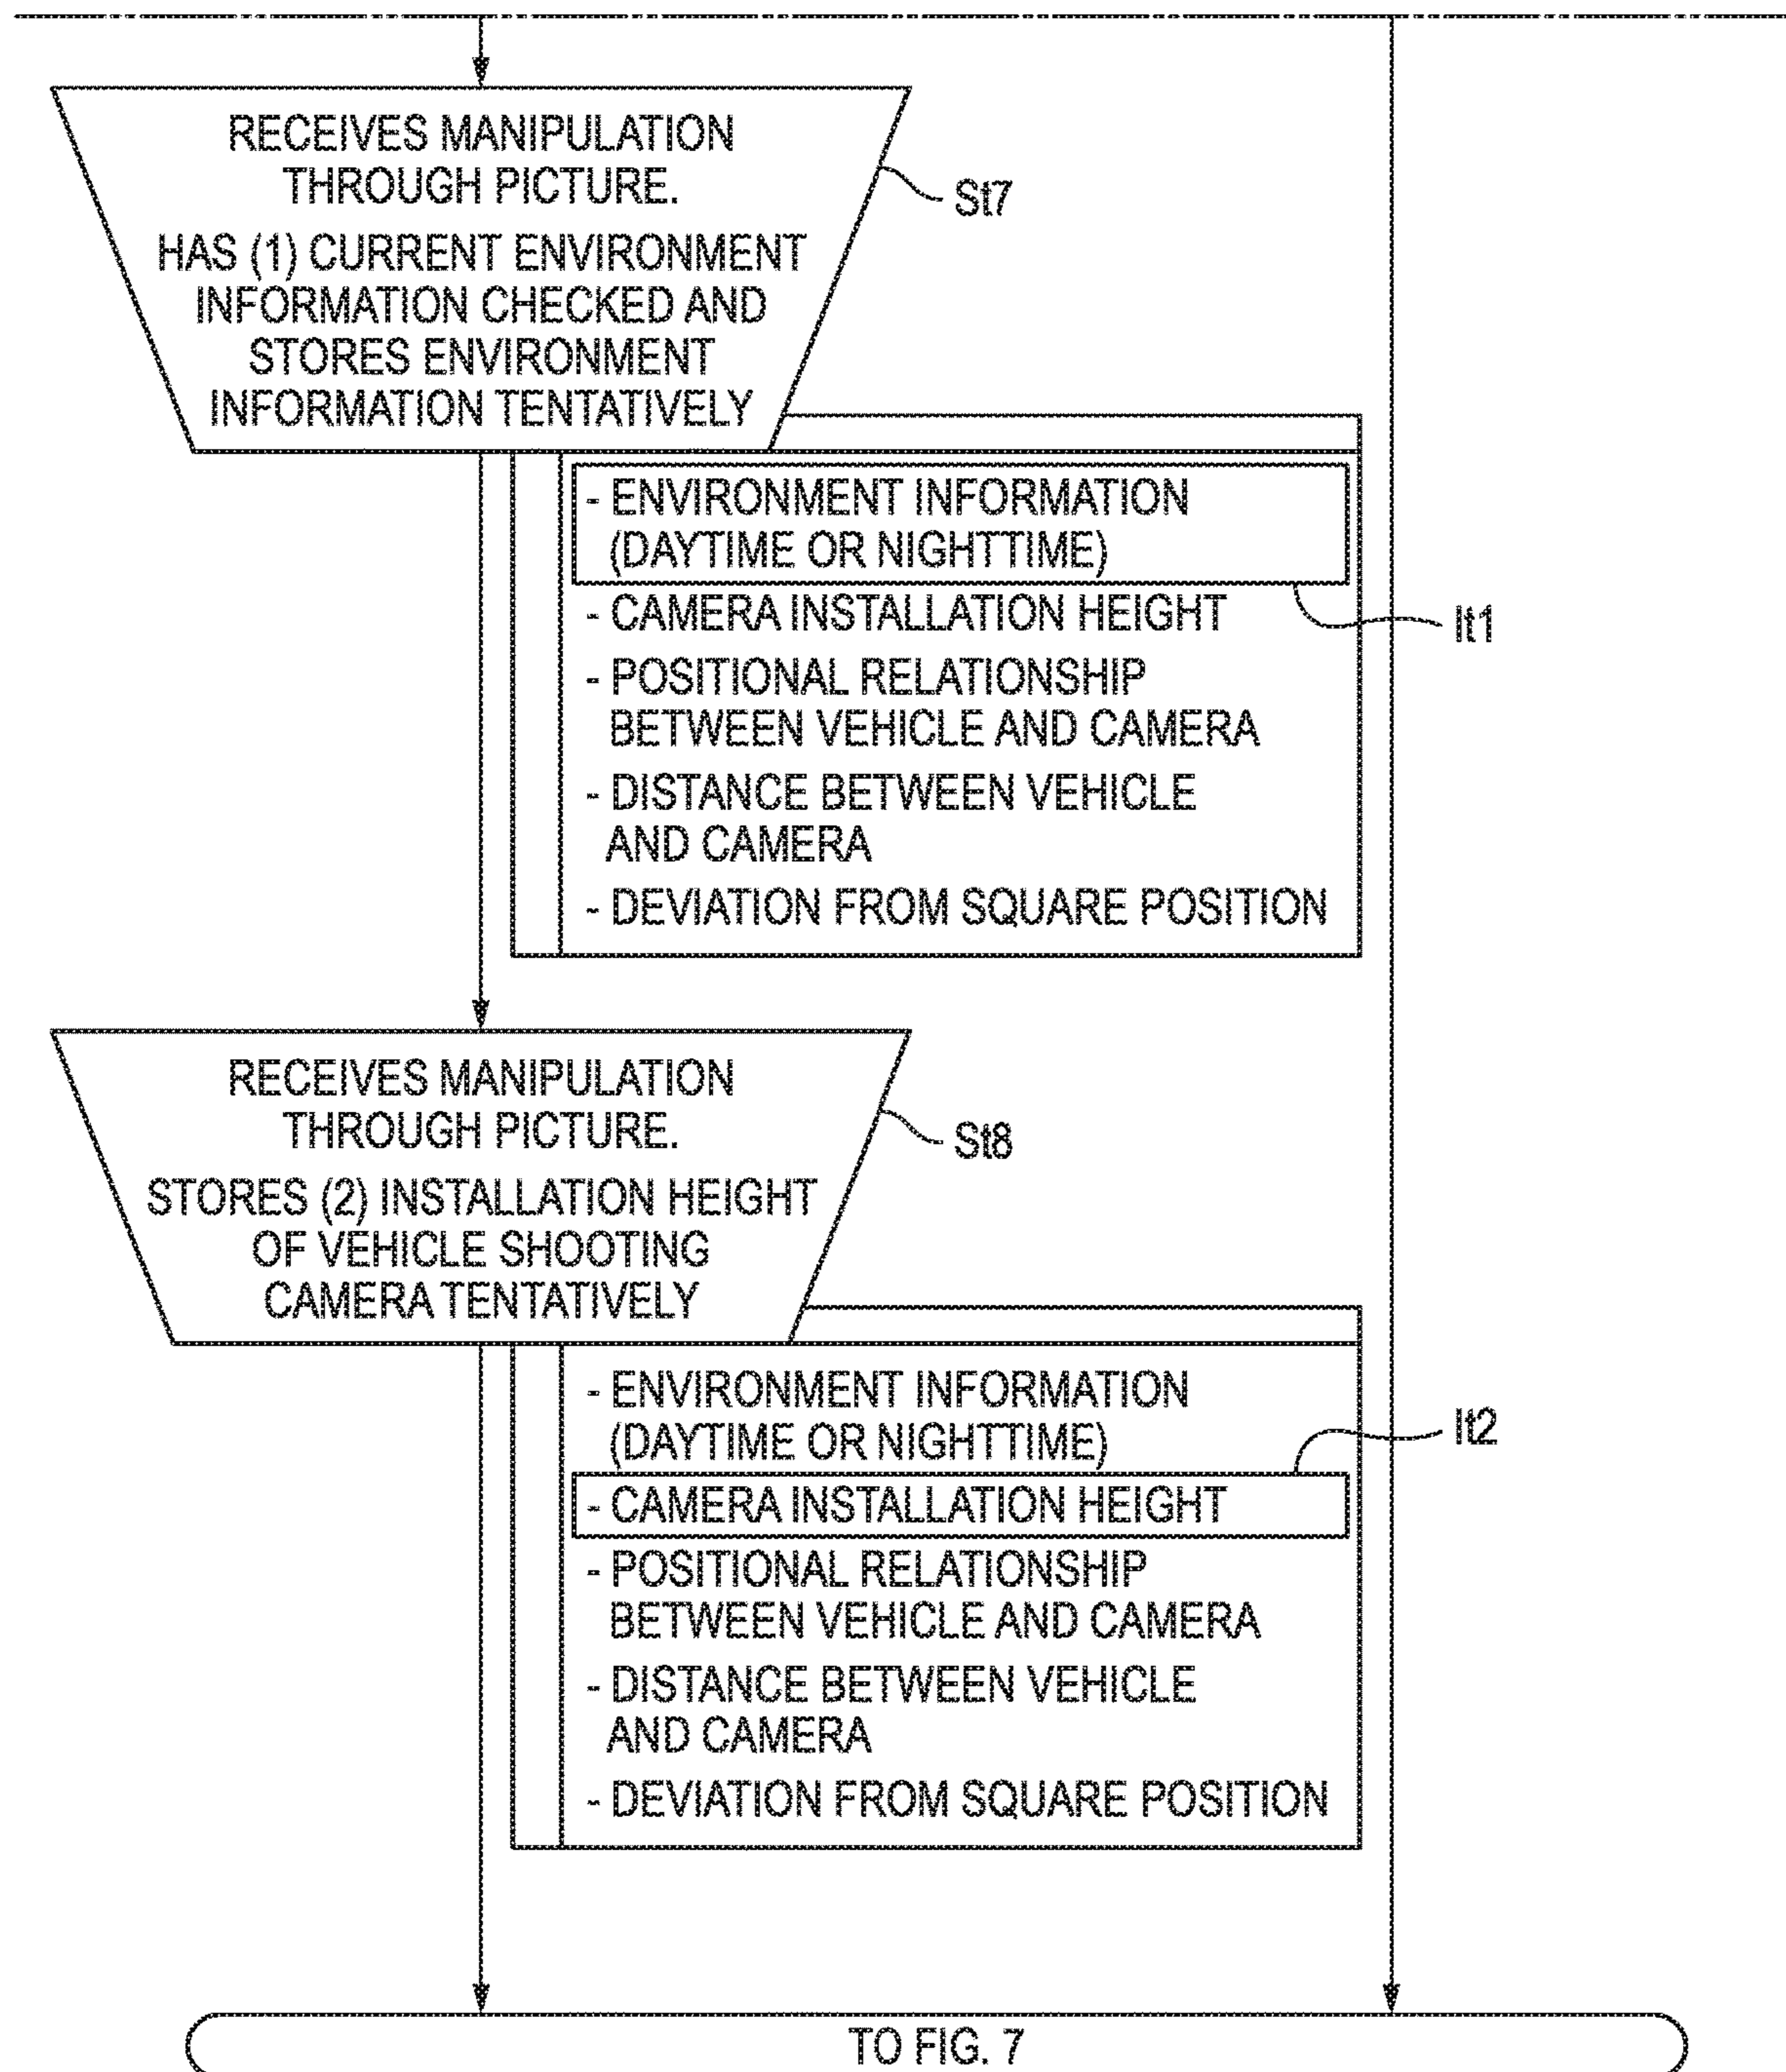 RECEIVES MANIPULATION
THROUGH PICTURE.
HAS (1) CURRENT ENVIRONMENT
INFORMATION CHECKED AND
STORES ENVIRONMENT
INFORMATION TENTATIVELY
St7
- ENVIRONMENT INFORMATION
(DAYTIME OR NIGHTTIME)
- CAMERA INSTALLATION HEIGHT
It1
- POSITIONAL RELATIONSHIP
BETWEEN VEHICLE AND CAMERA
- DISTANCE BETWEEN VEHICLE
AND CAMERA
- DEVIATION FROM SQUARE POSITION
RECEIVES MANIPULATION
THROUGH PICTURE.
STORES (2) INSTALLATION HEIGHT
OF VEHICLE SHOOTING
CAMERA TENTATIVELY
St8
- ENVIRONMENT INFORMATION
(DAYTIME OR NIGHTTIME)
It2
- CAMERA INSTALLATION HEIGHT
- POSITIONAL RELATIONSHIP
BETWEEN VEHICLE AND CAMERA
- DISTANCE BETWEEN VEHICLE
AND CAMERA
- DEVIATION FROM SQUARE POSITION
TO FIG. 7